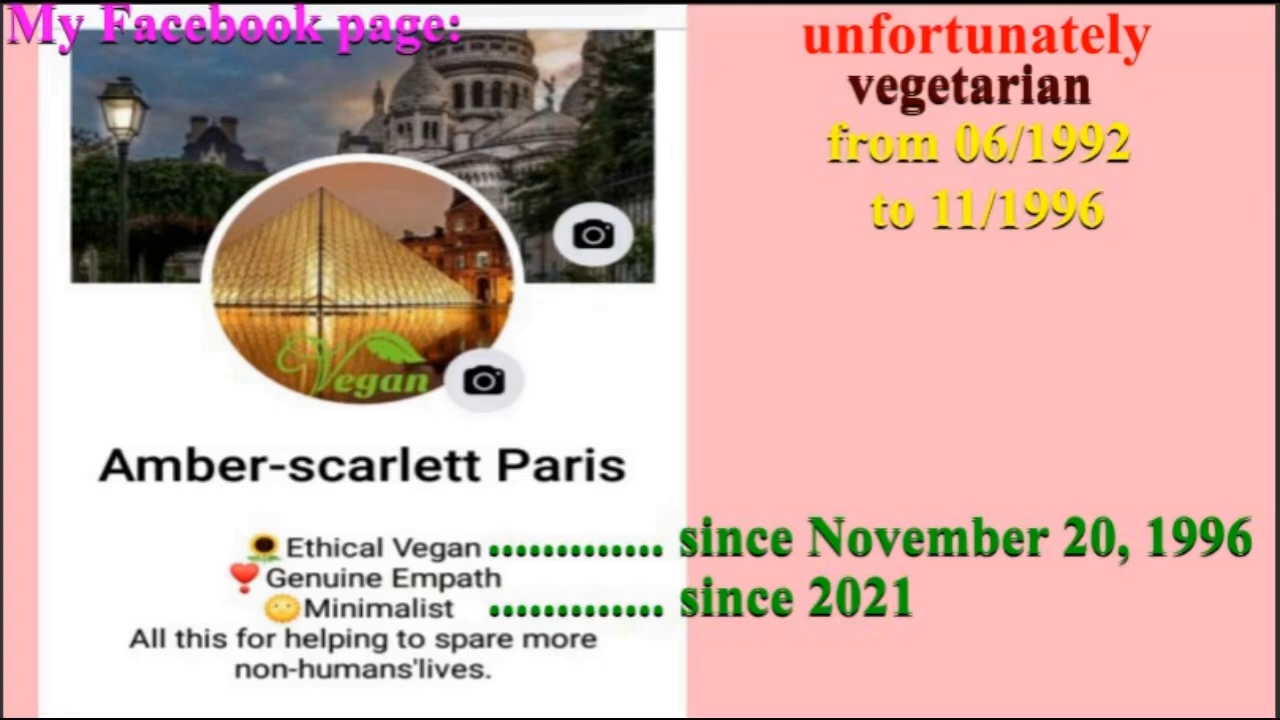 My Facebook page:
unfortunately
vegetarian
from 06/1992
to 11/1996
Vegan
Amber-scarlett Paris
🌻Ethical Vegan ............. since November 20, 1996
❣️Genuine Empath
🌝Minimalist ............. since 2021
All this for helping to spare more
non-humans'lives.